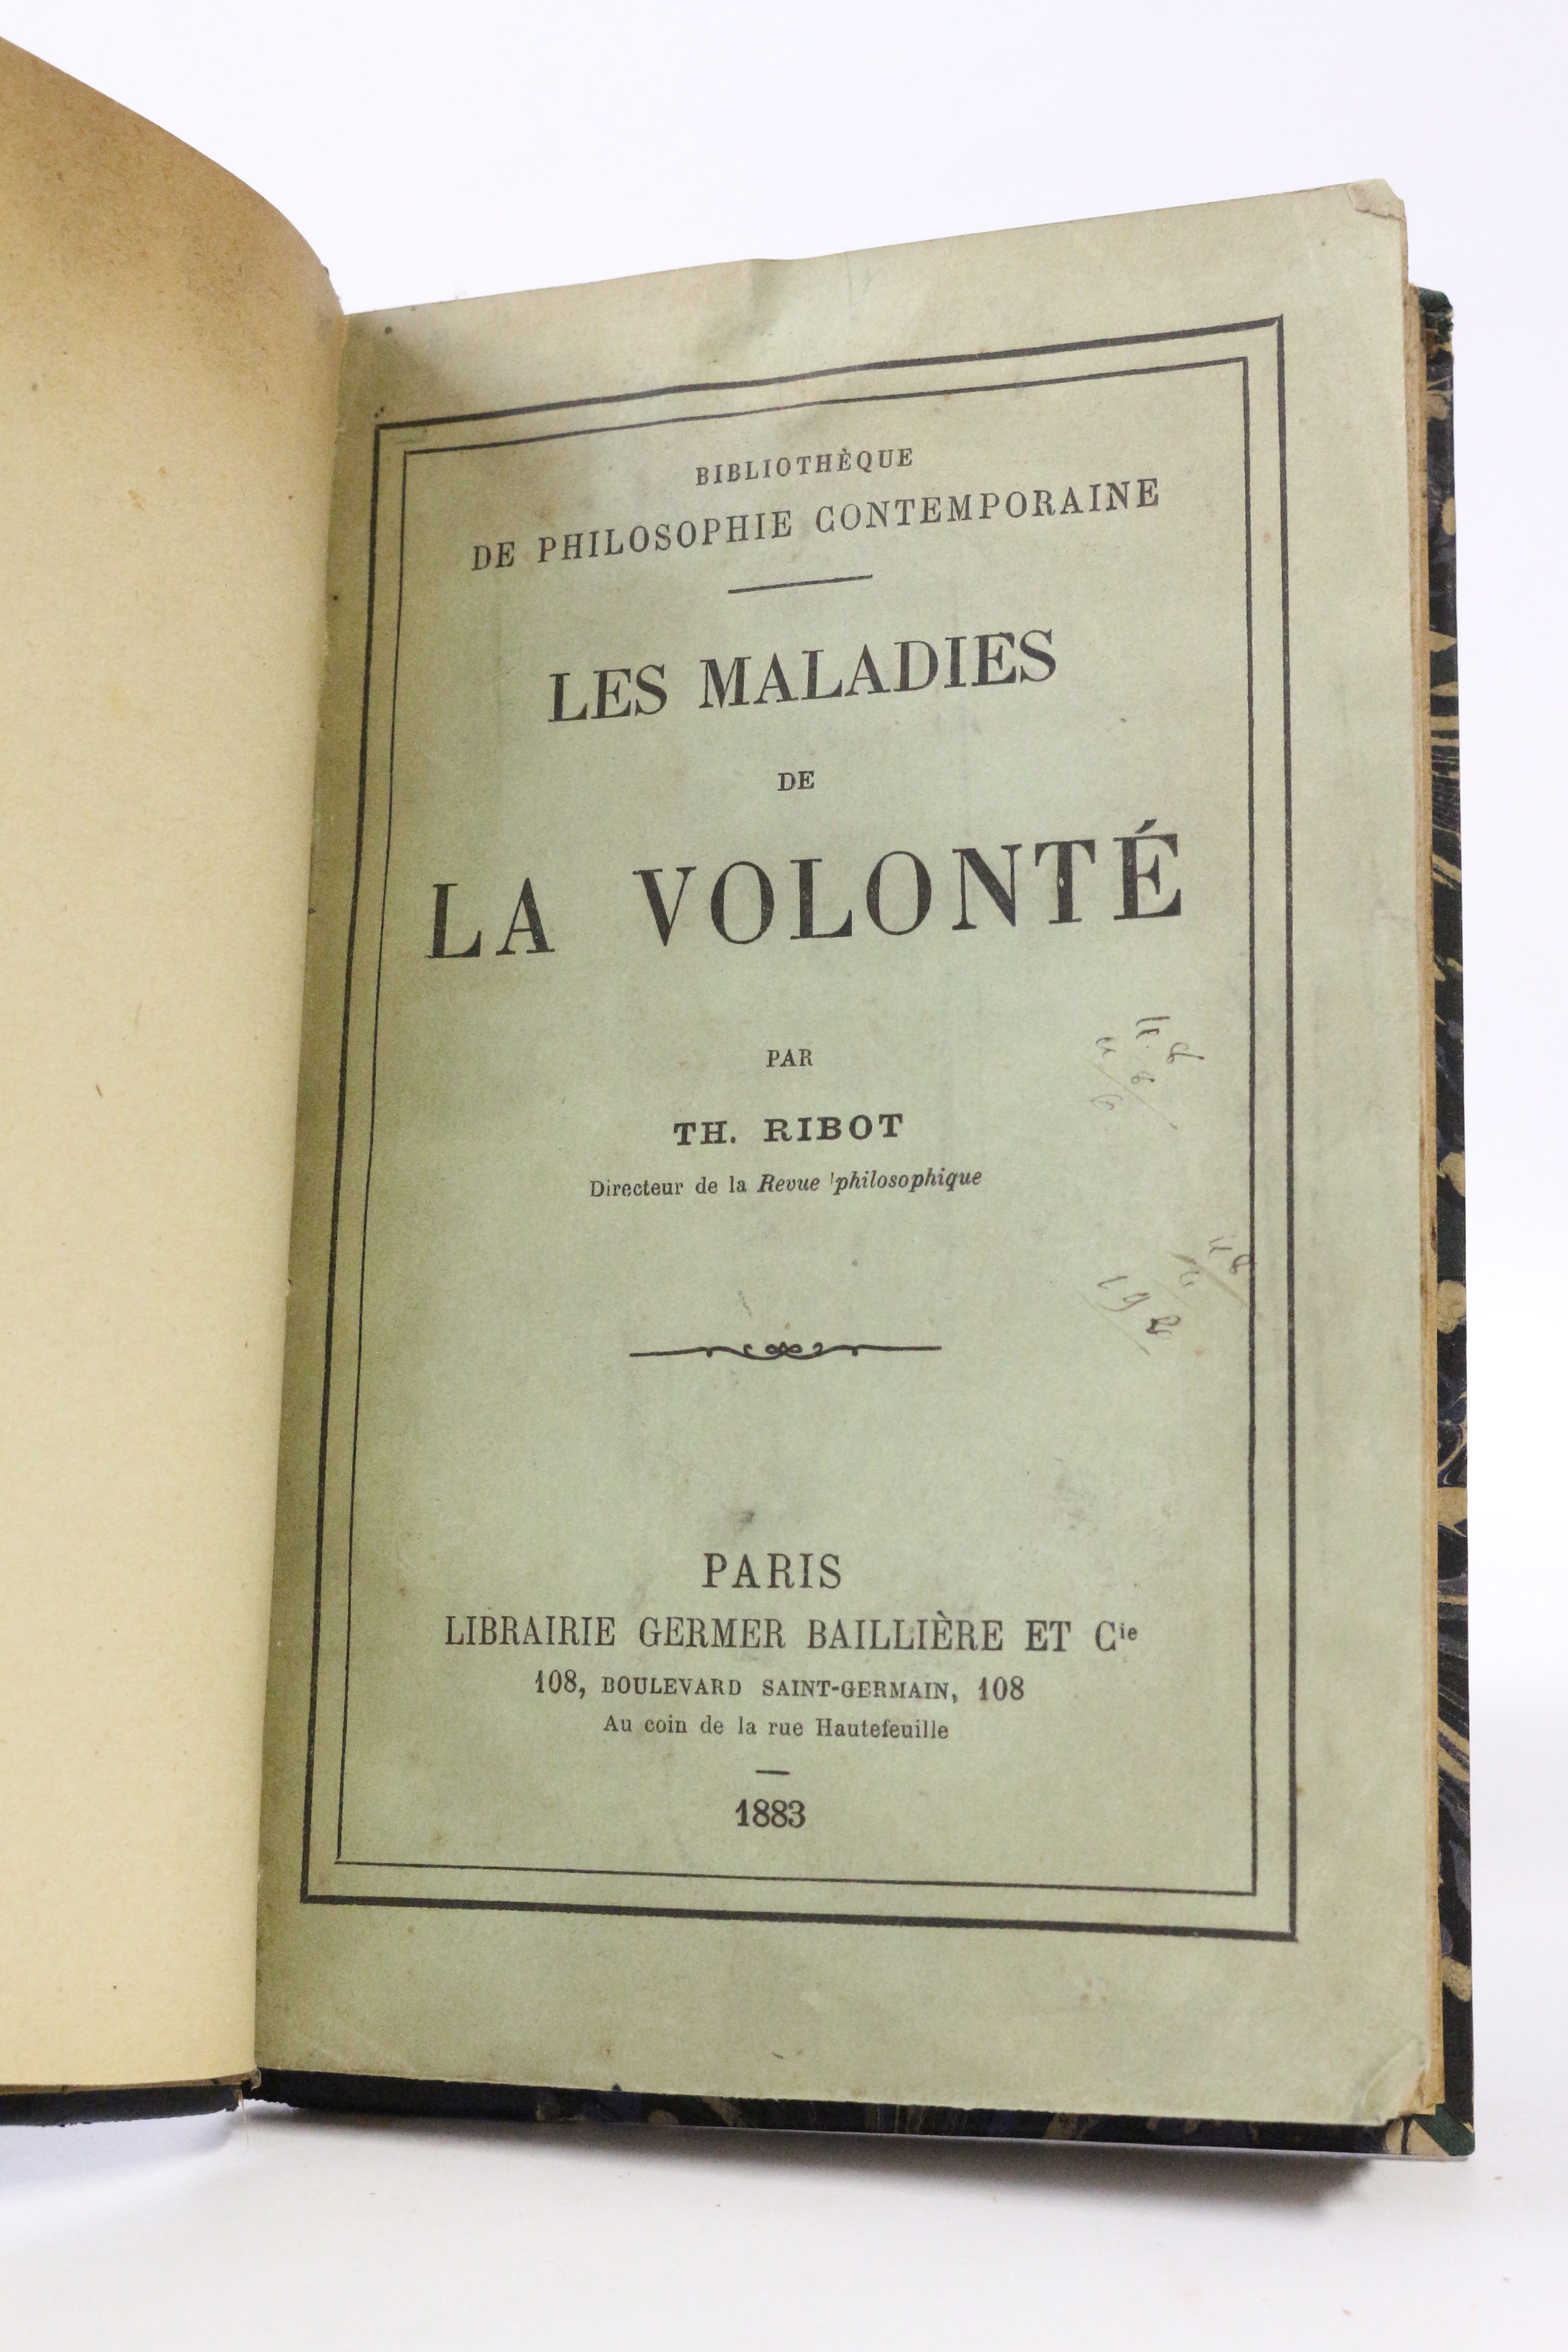 BIBLIOTHÈQUE
DE PHILOSOPHIE CONTEMPORAINE
LES MALADIES
DE
LA VOLONTÉ
PAR
TH. RIBOT
Directeur de la Revue philosophique
PARIS
LIBRAIRIE GERMER BAILLIÈRE ET Cie
108, BOULEVARD SAINT-GERMAIN, 108
Au coin de la rue Hautefeuille
1883